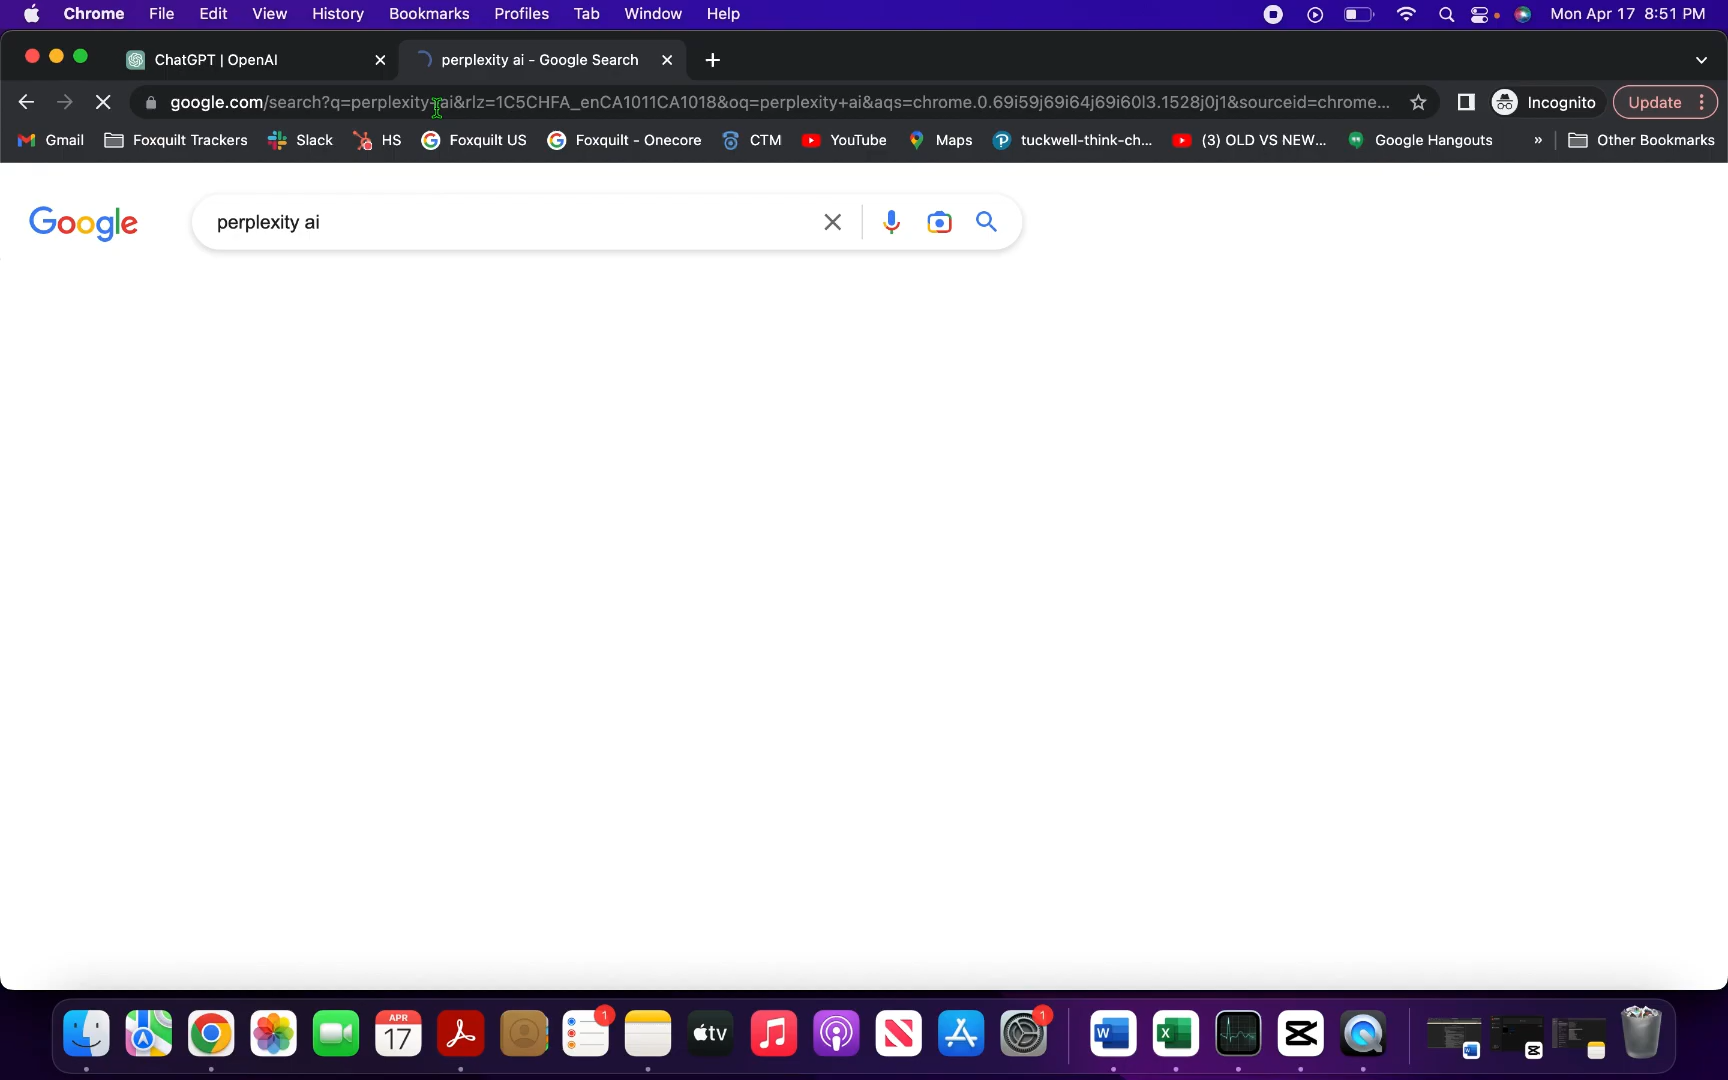 Chrome File Edit View History Bookmarks Profiles Tab Window Help Mon Apr 17 8:51 PM
ChatGPT | OpenAI perplexity ai - Google Search
google.com/search?q=perplexity+ai&rlz=1C5CHFA_enCA1011CA1018&oq=perplexity+ai&aqs=chrome.0.69i59j69i64j69i60l3.1528j0j1&sourceid=chrome... Incognito Update
Gmail Foxquilt Trackers Slack HS Foxquilt US Foxquilt - Onecore CTM YouTube Maps tuckwell-think-ch... (3) OLD VS NEW... Google Hangouts » Other Bookmarks
Google perplexity ai
APR
17
1
tv
1
W
X